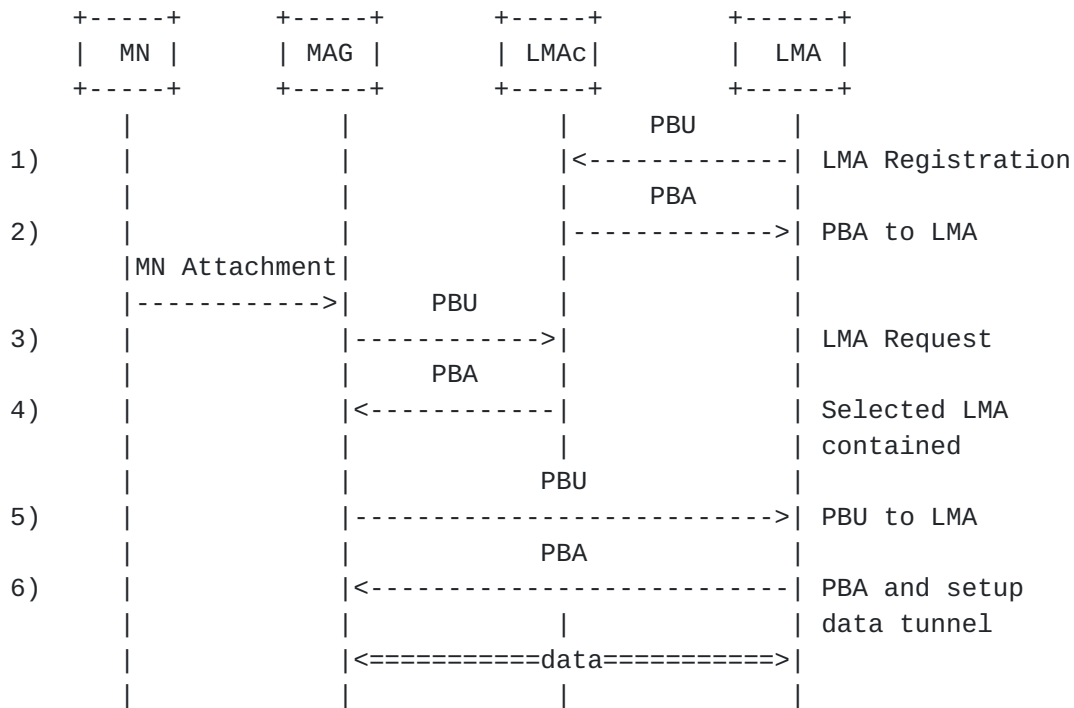 MN MAG LMAc LMA
PBU
1) LMA Registration
PBA
2) PBA to LMA
MN Attachment
PBU
3) LMA Request
PBA
4) Selected LMA
contained
PBU
5) PBU to LMA
PBA
6) PBA and setup
data tunnel
data